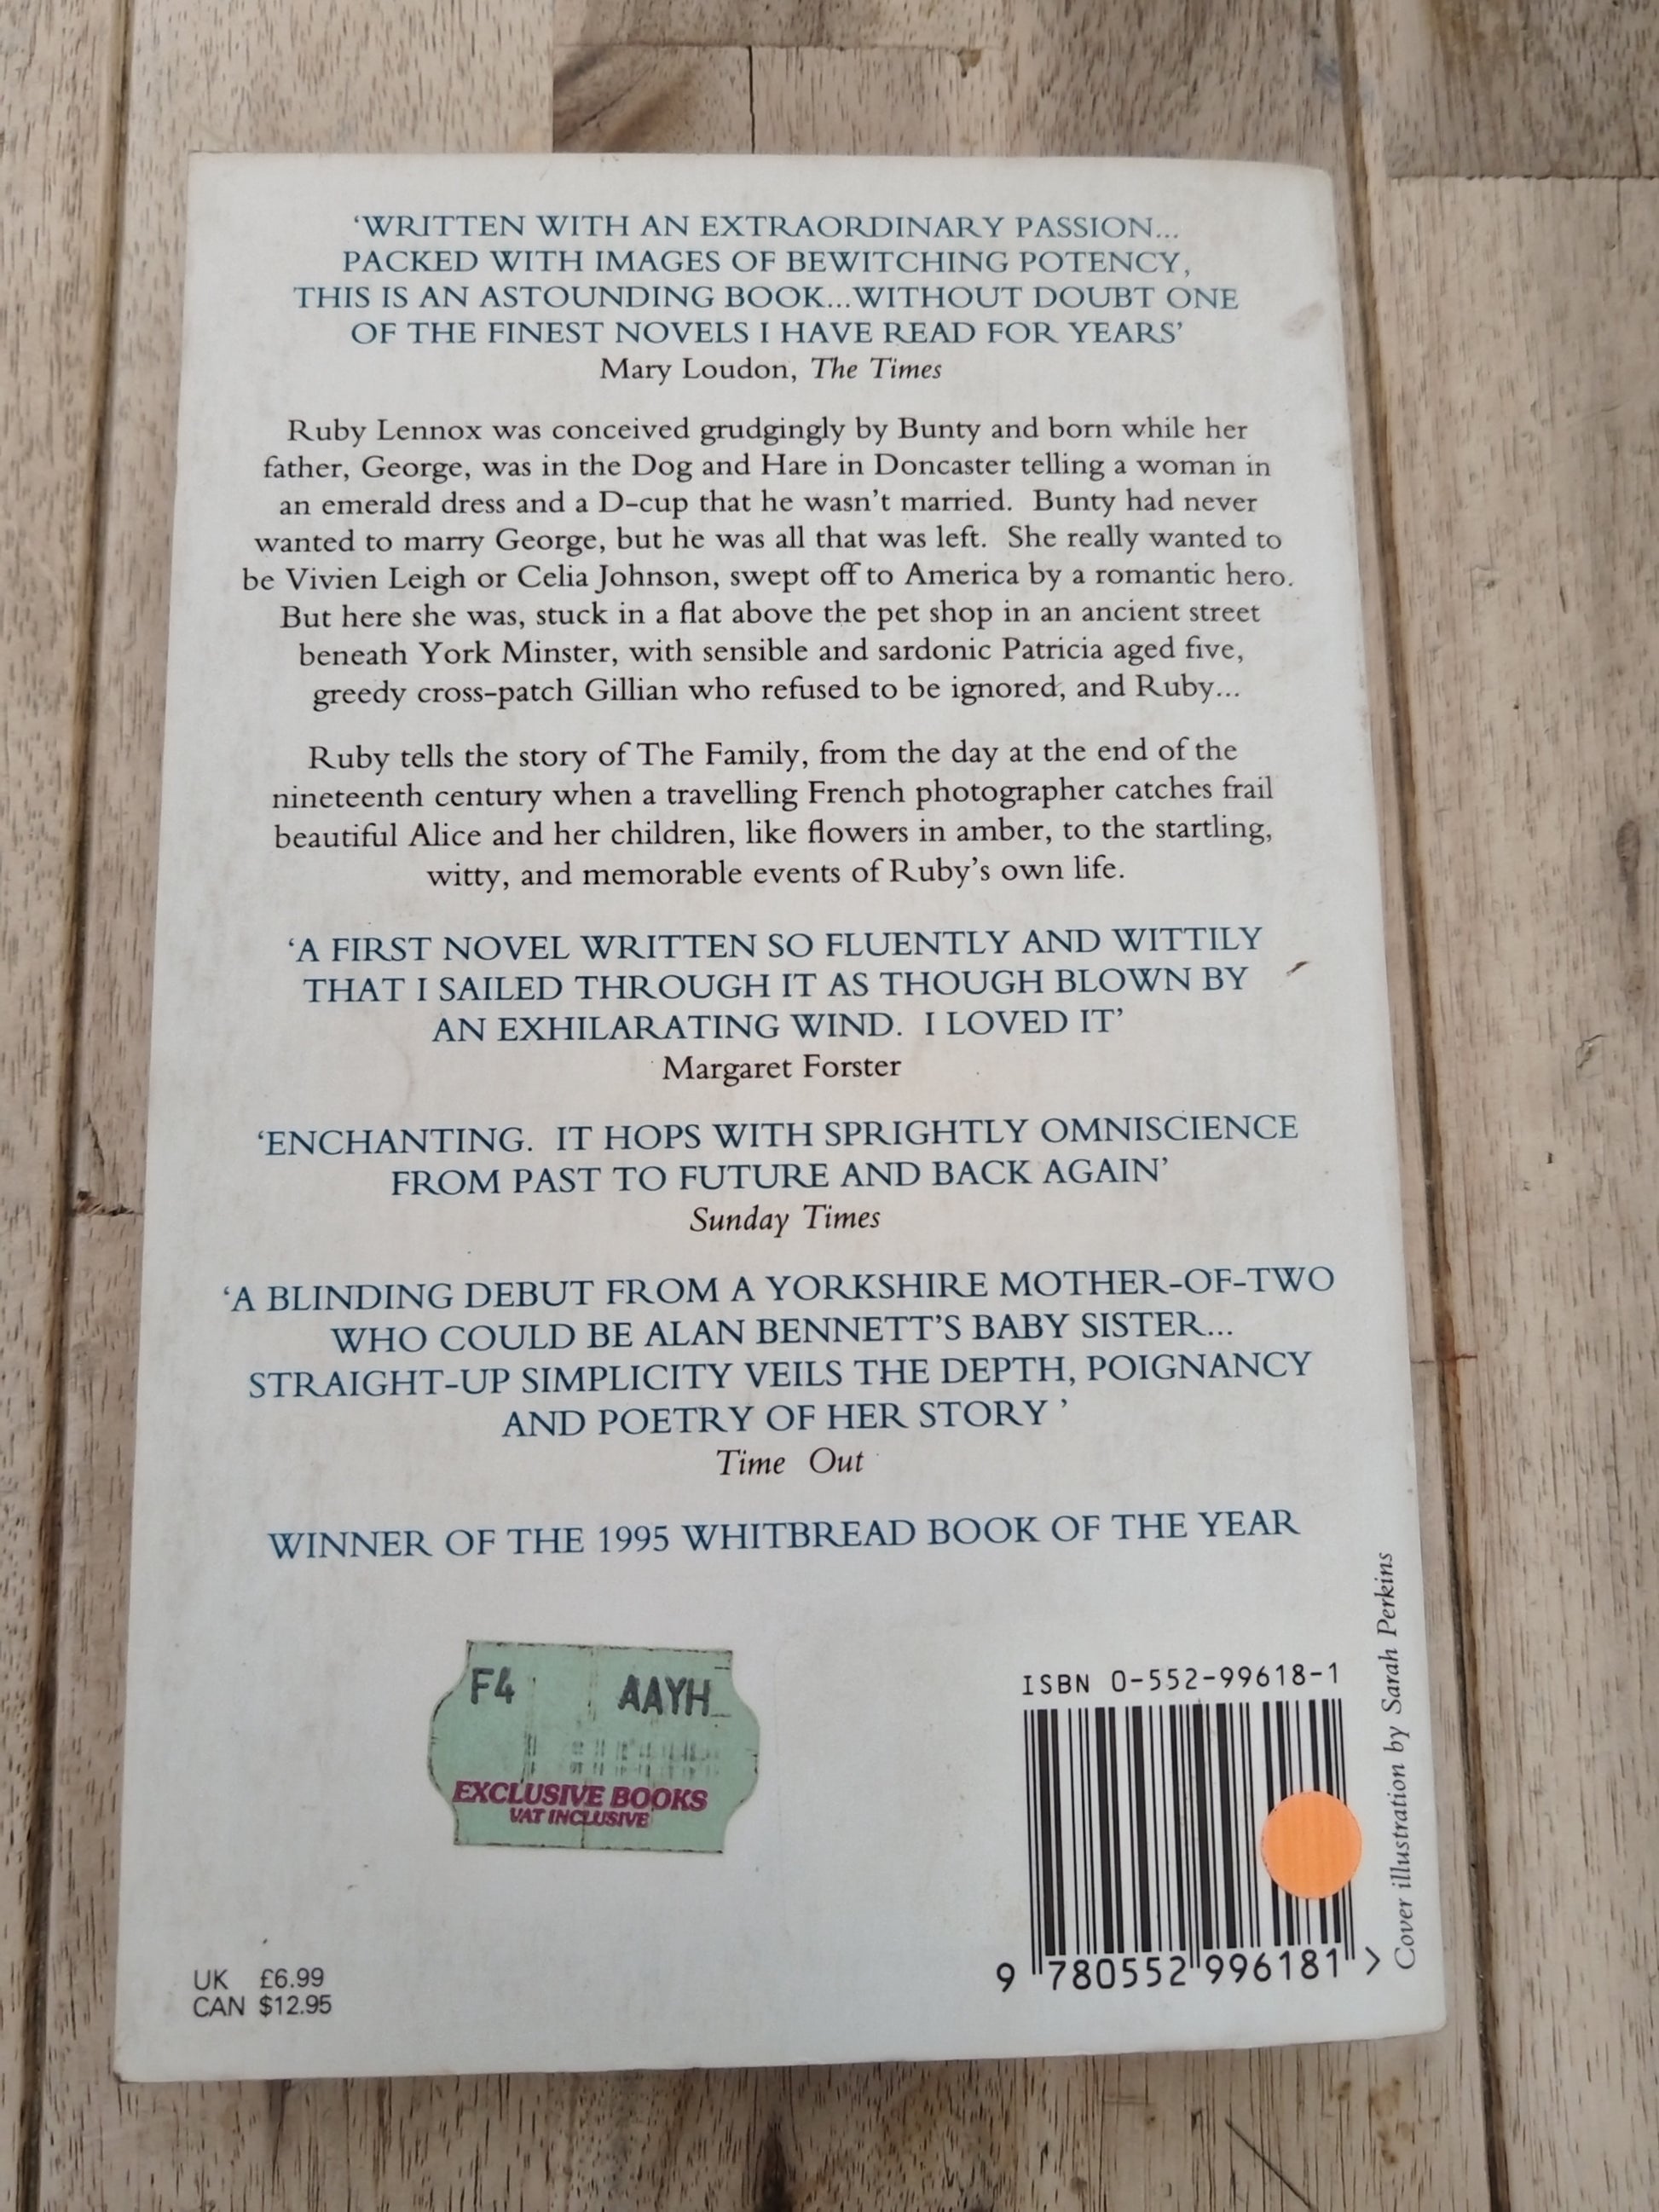 ‘WRITTEN WITH AN EXTRAORDINARY PASSION...
PACKED WITH IMAGES OF BEWITCHING POTENCY,
THIS IS AN ASTOUNDING BOOK...WITHOUT DOUBT ONE
OF THE FINEST NOVELS I HAVE READ FOR YEARS’
Mary Loudon, The Times
Ruby Lennox was conceived grudgingly by Bunty and born while her
father, George, was in the Dog and Hare in Doncaster telling a woman in
an emerald dress and a D-cup that he wasn’t married. Bunty had never
wanted to marry George, but he was all that was left. She really wanted to
be Vivien Leigh or Celia Johnson, swept off to America by a romantic hero.
But here she was, stuck in a flat above the pet shop in an ancient street
beneath York Minster, with sensible and sardonic Patricia aged five,
greedy cross-patch Gillian who refused to be ignored, and Ruby...
Ruby tells the story of The Family, from the day at the end of the
nineteenth century when a travelling French photographer catches frail
beautiful Alice and her children, like flowers in amber, to the startling,
witty, and memorable events of Ruby’s own life.
‘A FIRST NOVEL WRITTEN SO FLUENTLY AND WITTILY
THAT I SAILED THROUGH IT AS THOUGH BLOWN BY
AN EXHILARATING WIND. I LOVED IT’
Margaret Forster
‘ENCHANTING. IT HOPS WITH SPRIGHTLY OMNISCIENCE
FROM PAST TO FUTURE AND BACK AGAIN’
Sunday Times
‘A BLINDING DEBUT FROM A YORKSHIRE MOTHER-OF-TWO
WHO COULD BE ALAN BENNETT’S BABY SISTER...
STRAIGHT-UP SIMPLICITY VEILS THE DEPTH, POIGNANCY
AND POETRY OF HER STORY ’
Time Out
WINNER OF THE 1995 WHITBREAD BOOK OF THE YEAR
F4 AAYH
EXCLUSIVE BOOKS
VAT INCLUSIVE
ISBN 0-552-99618-1
9 780552 996181 >
Cover illustration by Sarah Perkins
UK £6.99
CAN $12.95